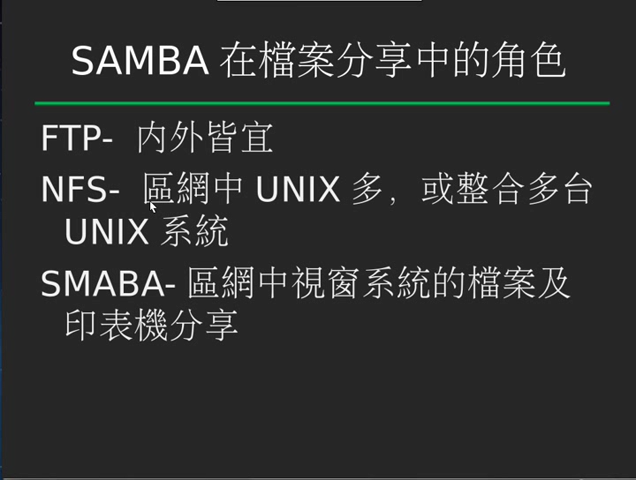 SAMBA 在檔案分享中的角色
FTP- 內外皆宜
NFS- 區網中 UNIX 多，或整合多台
UNIX 系統
SMABA- 區網中視窗系統的檔案及
印表機分享